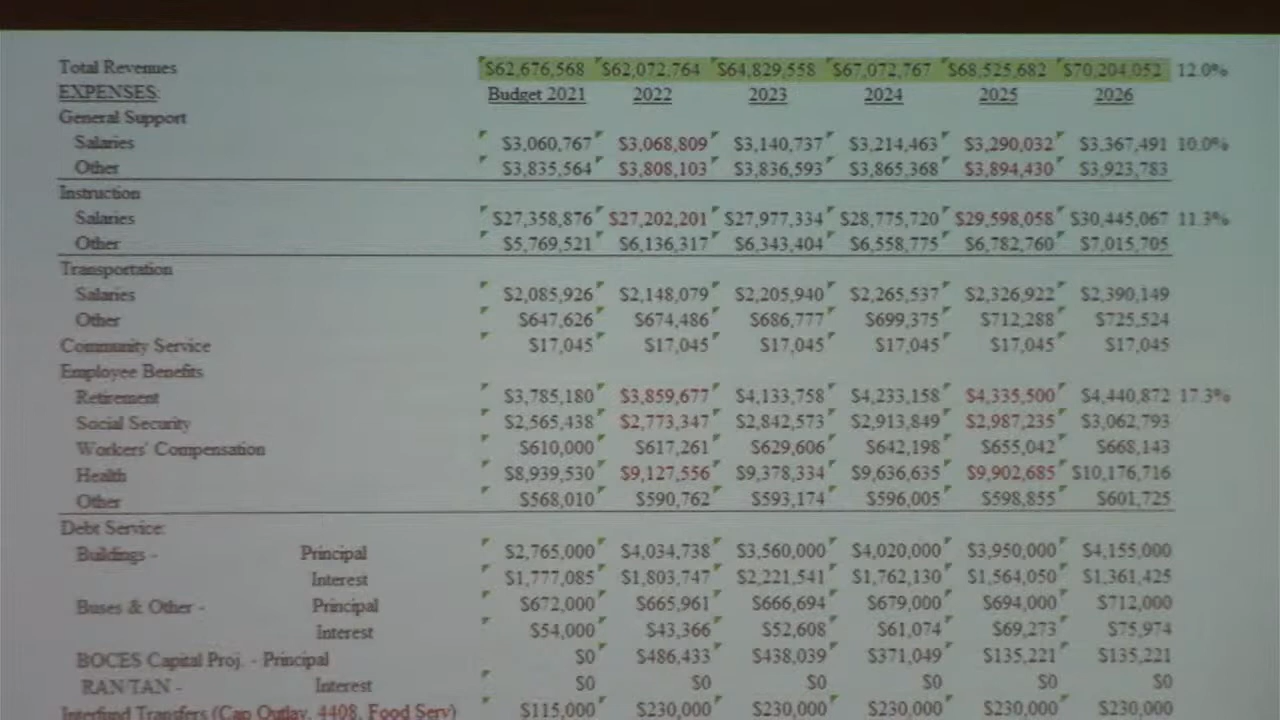 Total Revenues $62,676,568 $62,072,764 $64,829,558 $67,072,767 $68,525,682 $70,204,052 12.0%
EXPENSES: Budget 2021 2022 2023 2024 2025 2026
General Support
Salaries $3,060,767 $3,068,809 $3,140,737 $3,214,463 $3,290,032 $3,367,491 10.0%
Other $3,835,564 $3,808,103 $3,836,593 $3,865,368 $3,894,430 $3,923,783
Instruction
Salaries $27,358,876 $27,202,201 $27,977,334 $28,775,720 $29,598,058 $30,445,067 11.3%
Other $5,769,521 $6,136,317 $6,343,404 $6,558,775 $6,782,760 $7,015,705
Transportation
Salaries $2,085,926 $2,148,079 $2,205,940 $2,265,537 $2,326,922 $2,390,149
Other $647,626 $674,486 $686,777 $699,375 $712,288 $725,524
Community Service $17,045 $17,045 $17,045 $17,045 $17,045 $17,045
Employee Benefits
Retirement $3,785,180 $3,859,677 $4,133,758 $4,233,158 $4,335,500 $4,440,872 17.3%
Social Security $2,565,438 $2,773,347 $2,842,573 $2,913,849 $2,987,235 $3,062,793
Workers' Compensation $610,000 $617,261 $629,606 $642,198 $655,042 $668,143
Health $8,939,530 $9,127,556 $9,378,334 $9,636,635 $9,902,685 $10,176,716
Other $568,010 $590,762 $593,174 $596,005 $598,855 $601,725
Debt Service:
Buildings - Principal $2,765,000 $4,034,738 $3,560,000 $4,020,000 $3,950,000 $4,155,000
Interest $1,777,085 $1,803,747 $2,221,541 $1,762,130 $1,564,050 $1,361,425
Buses & Other - Principal $672,000 $665,961 $666,694 $679,000 $694,000 $712,000
Interest $54,000 $43,366 $52,608 $61,074 $69,273 $75,974
BOCES Capital Proj. - Principal $0 $486,433 $438,039 $371,049 $135,221 $135,221
RAN/TAN - Interest $0 $0 $0 $0 $0 $0
Interfund Transfers (Cap Outlay, 4408, Food Serv) $115,000 $230,000 $230,000 $230,000 $230,000 $230,000